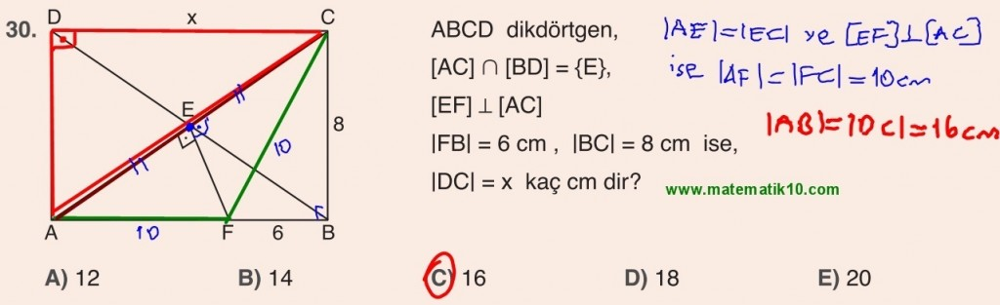 30.
D x C
E
8
10
A 10 F 6 B
ABCD dikdörtgen,
[AC] ∩ [BD] = {E},
[EF] ⊥ [AC]
|FB| = 6 cm , |BC| = 8 cm ise,
|DC| = x kaç cm dir?
|AE|=|EC| ve [EF]⊥[AC]
ise |AF|=|FC|=10cm
|AB|=|DC|=16cm
www.matematik10.com
A) 12 B) 14 C) 16 D) 18 E) 20